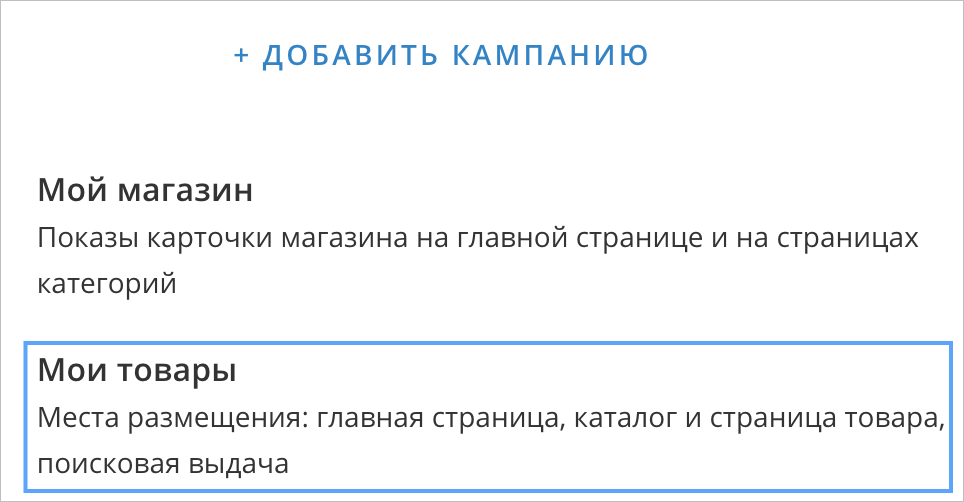 + ДОБАВИТЬ КАМПАНИЮ
Мой магазин
Показы карточки магазина на главной странице и на страницах
категорий
Мои товары
Места размещения: главная страница, каталог и страница товара,
поисковая выдача